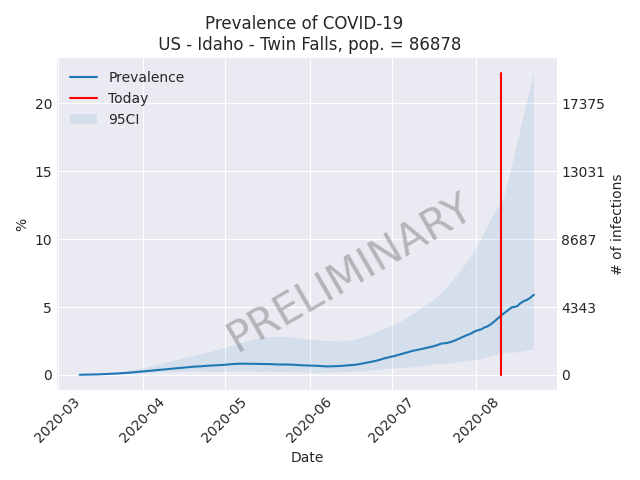 Prevalence of COVID-19
US - Idaho - Twin Falls, pop. = 86878
Prevalence
Today
95CI
20
15
10
5
0
%
17375
13031
8687
4343
0
# of infections
PRELIMINARY
2020-03
2020-04
2020-05
2020-06
2020-07
2020-08
Date